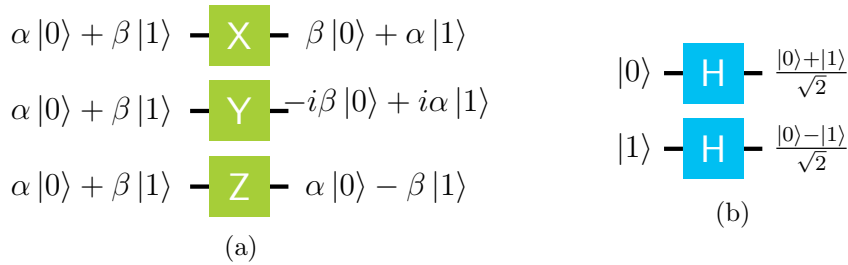 α|0⟩ + β|1⟩ X β|0⟩ + α|1⟩
α|0⟩ + β|1⟩ Y −iβ|0⟩ + iα|1⟩
α|0⟩ + β|1⟩ Z α|0⟩ − β|1⟩
(a)
|0⟩ H |0⟩+|1⟩/√2
|1⟩ H |0⟩−|1⟩/√2
(b)